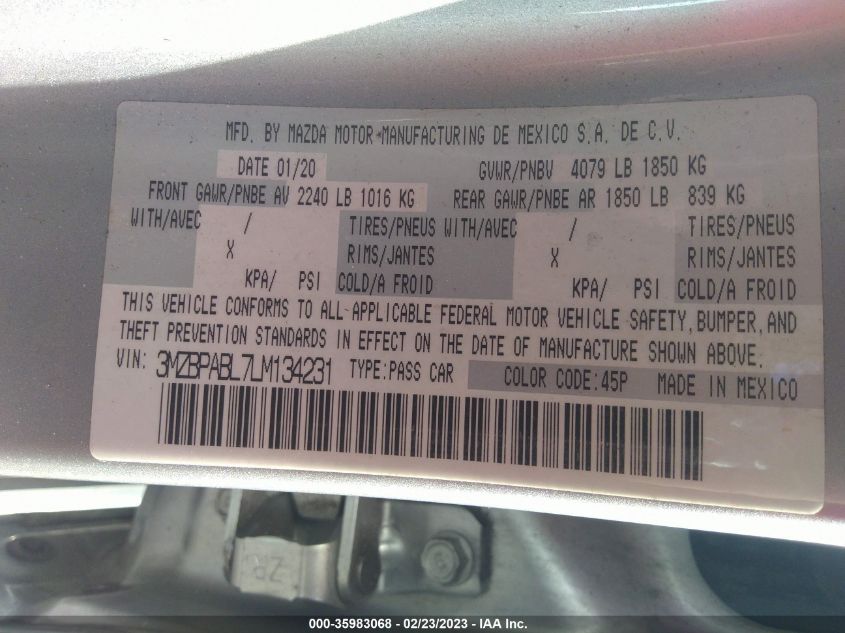 MFD. BY MAZDA MOTOR MANUFACTURING DE MEXICO S.A. DE C.V.
DATE 01/20 GVWR/PNBV 4079 LB 1850 KG
FRONT GAWR/PNBE AV 2240 LB 1016 KG REAR GAWR/PNBE AR 1850 LB 839 KG
WITH/AVEC / TIRES/PNEUS WITH/AVEC / TIRES/PNEUS
X RIMS/JANTES X RIMS/JANTES
KPA/ PSI COLD/A FROID KPA/ PSI COLD/A FROID
THIS VEHICLE CONFORMS TO ALL APPLICABLE FEDERAL MOTOR VEHICLE SAFETY, BUMPER, AND
THEFT PREVENTION STANDARDS IN EFFECT ON THE DATE OF MANUFACTURE SHOWN ABOVE.
VIN: 3MZBPABL7LM134231 TYPE:PASS CAR COLOR CODE:45P MADE IN MEXICO
000-35983068 / 02/23/2023 - IAA Inc.